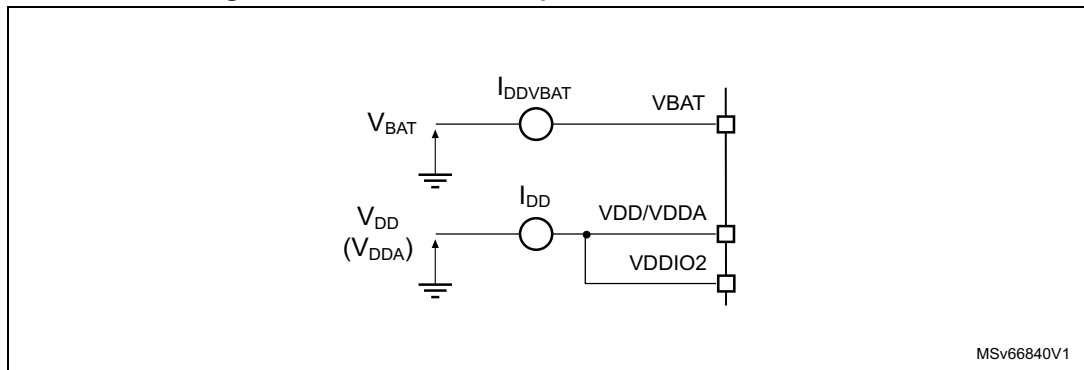 I_DDVBAT
VBAT
V_BAT
I_DD
VDD/VDDA
V_DD
(V_DDA)
VDDIO2
MSv66840V1